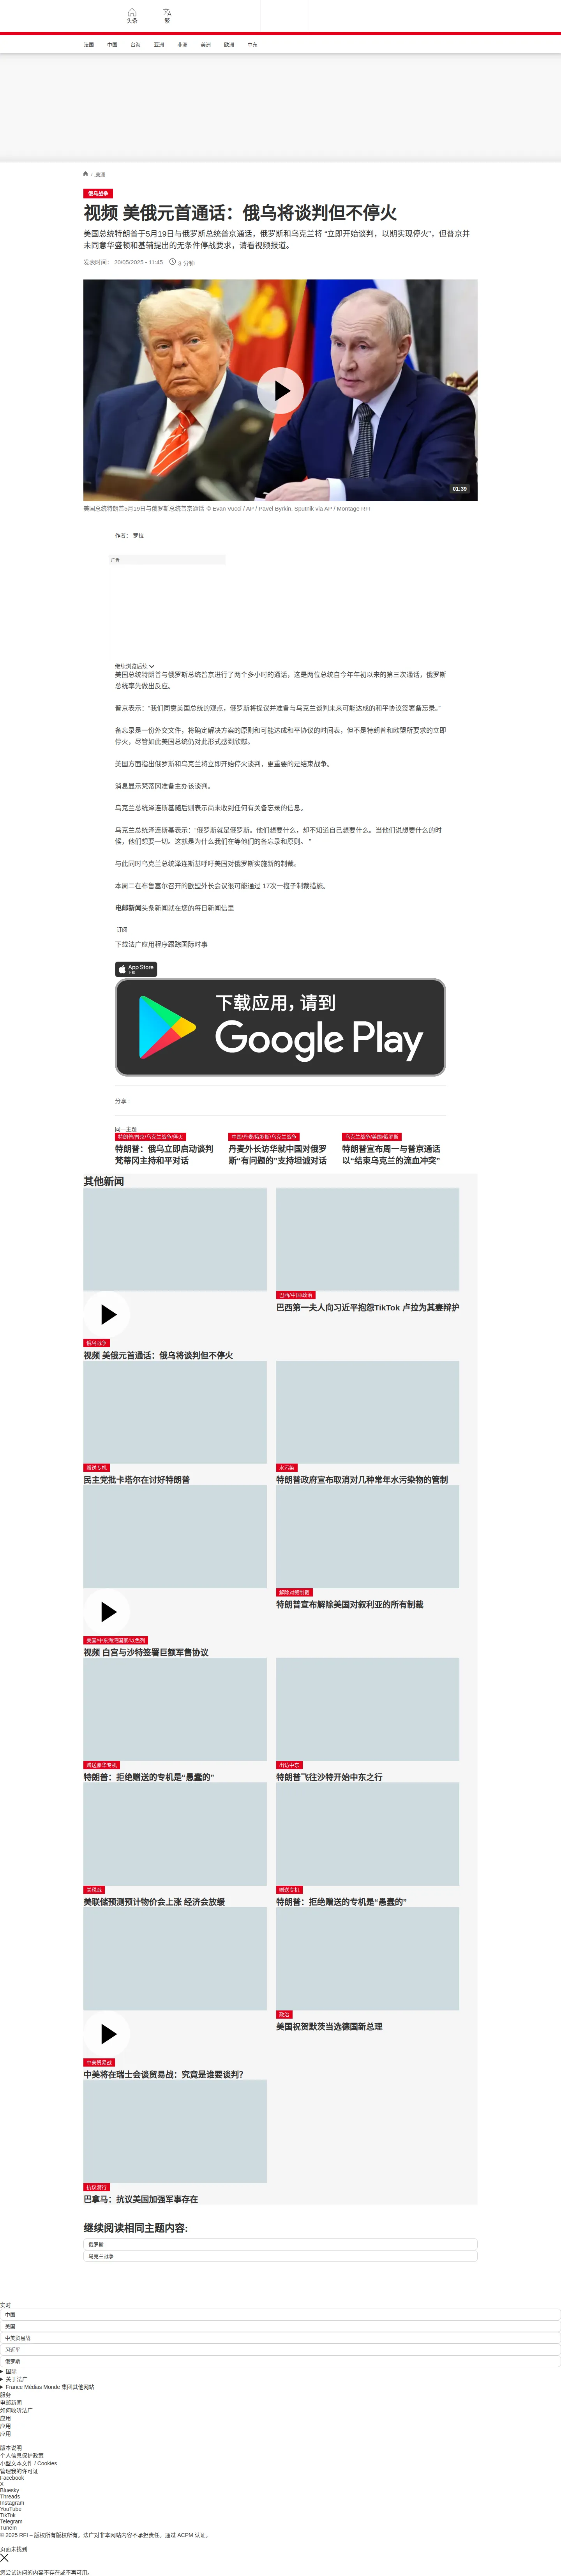 头条
繁
法国
中国
台海
亚洲
非洲
美洲
欧洲
中东
/ 美洲
俄乌战争
视频 美俄元首通话：俄乌将谈判但不停火
美国总统特朗普于5月19日与俄罗斯总统普京通话，俄罗斯和乌克兰将 “立即开始谈判，以期实现停火”，但普京并
未同意华盛顿和基辅提出的无条件停战要求，请看视频报道。
发表时间： 20/05/2025 - 11:45 3 分钟
01:39
美国总统特朗普5月19日与俄罗斯总统普京通话 © Evan Vucci / AP / Pavel Byrkin, Sputnik via AP / Montage RFI
作者： 罗拉
广告
继续浏览后续
美国总统特朗普与俄罗斯总统普京进行了两个多小时的通话，这是两位总统自今年年初以来的第三次通话，俄罗斯
总统率先做出反应。
普京表示：“我们同意美国总统的观点，俄罗斯将提议并准备与乌克兰谈判未来可能达成的和平协议签署备忘录。”
备忘录是一份外交文件，将确定解决方案的原则和可能达成和平协议的时间表，但不是特朗普和欧盟所要求的立即
停火，尽管如此美国总统仍对此形式感到欣慰。
美国方面指出俄罗斯和乌克兰将立即开始停火谈判，更重要的是结束战争。
消息显示梵蒂冈准备主办该谈判。
乌克兰总统泽连斯基随后则表示尚未收到任何有关备忘录的信息。
乌克兰总统泽连斯基表示：“俄罗斯就是俄罗斯。他们想要什么，却不知道自己想要什么。当他们说想要什么的时
候，他们想要一切。这就是为什么我们在等他们的备忘录和原则。 ”
与此同时乌克兰总统泽连斯基呼吁美国对俄罗斯实施新的制裁。
本周二在布鲁塞尔召开的欧盟外长会议很可能通过 17次一揽子制裁措施。
电邮新闻头条新闻就在您的每日新闻信里
订阅
下载法广应用程序跟踪国际时事
App Store
下载
下载应用，请到
Google Play
分享 :
同一主题
特朗普/普京/乌克兰战争/停火
特朗普：俄乌立即启动谈判
梵蒂冈主持和平对话
中国/丹麦/俄罗斯/乌克兰战争
丹麦外长访华就中国对俄罗
斯“有问题的”支持坦诚对话
乌克兰战争/美国/俄罗斯
特朗普宣布周一与普京通话
以“结束乌克兰的流血冲突”
其他新闻
俄乌战争
视频 美俄元首通话：俄乌将谈判但不停火
巴西/中国/政治
巴西第一夫人向习近平抱怨TikTok 卢拉为其妻辩护
赠送专机
民主党批卡塔尔在讨好特朗普
水污染
特朗普政府宣布取消对几种常年水污染物的管制
美国/中东海湾国家/以色列
视频 白宫与沙特签署巨额军售协议
解除对叙制裁
特朗普宣布解除美国对叙利亚的所有制裁
赠送豪华专机
特朗普：拒绝赠送的专机是“愚蠢的”
出访中东
特朗普飞往沙特开始中东之行
关税战
美联储预测预计物价会上涨 经济会放缓
赠送专机
特朗普：拒绝赠送的专机是“愚蠢的”
中美贸易战
中美将在瑞士会谈贸易战：究竟是谁要谈判？
政治
美国祝贺默茨当选德国新总理
抗议游行
巴拿马：抗议美国加强军事存在
继续阅读相同主题内容:
俄罗斯
乌克兰战争
实时
中国
美国
中美贸易战
习近平
俄罗斯
国际
关于法广
France Médias Monde 集团其他网站
服务
电邮新闻
如何收听法广
应用
应用
应用
版本说明
个人信息保护政策
小型文本文件 / Cookies
管理我的许可证
Facebook
X
Bluesky
Threads
Instagram
YouTube
TikTok
Telegram
TuneIn
© 2025 RFI – 版权所有版权所有。法广对非本网站内容不承担责任。通过 ACPM 认证。
页面未找到
您尝试访问的内容不存在或不再可用。